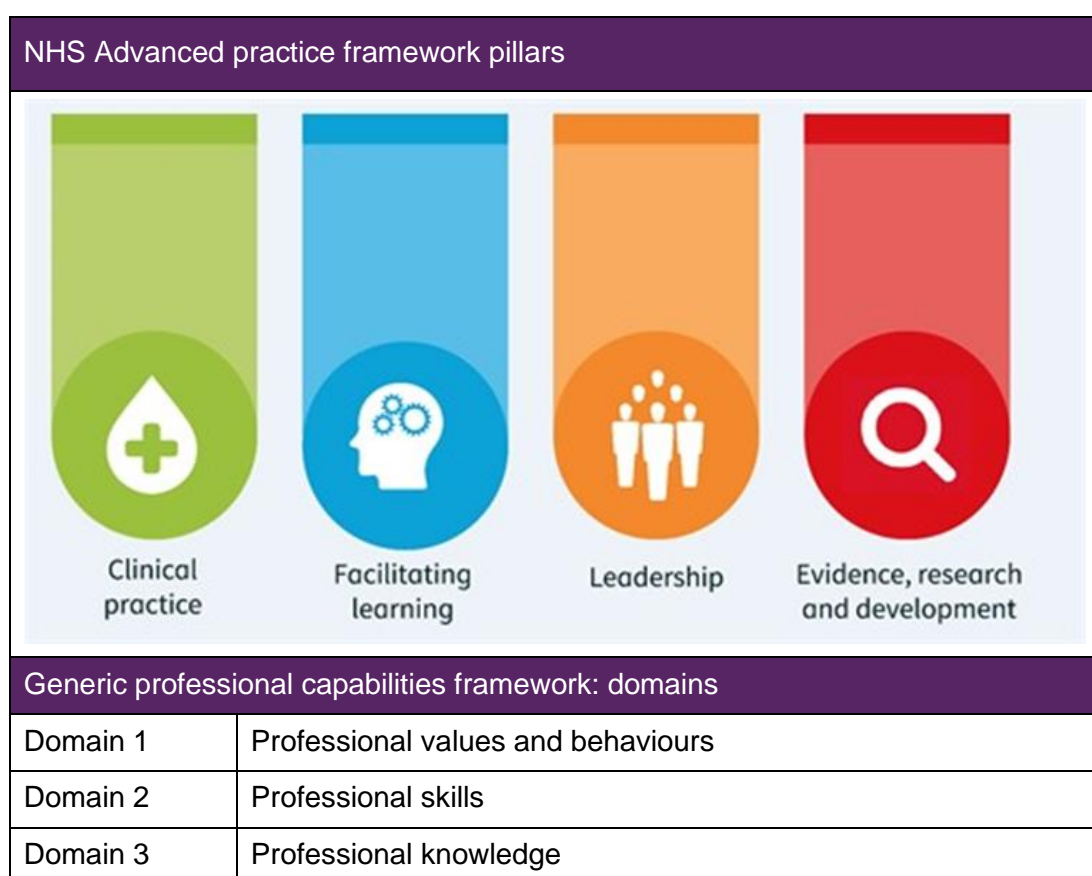 NHS Advanced practice framework pillars
Clinical
practice
Facilitating
learning
Leadership
Evidence, research
and development
Generic professional capabilities framework: domains
Domain 1 Professional values and behaviours
Domain 2 Professional skills
Domain 3 Professional knowledge